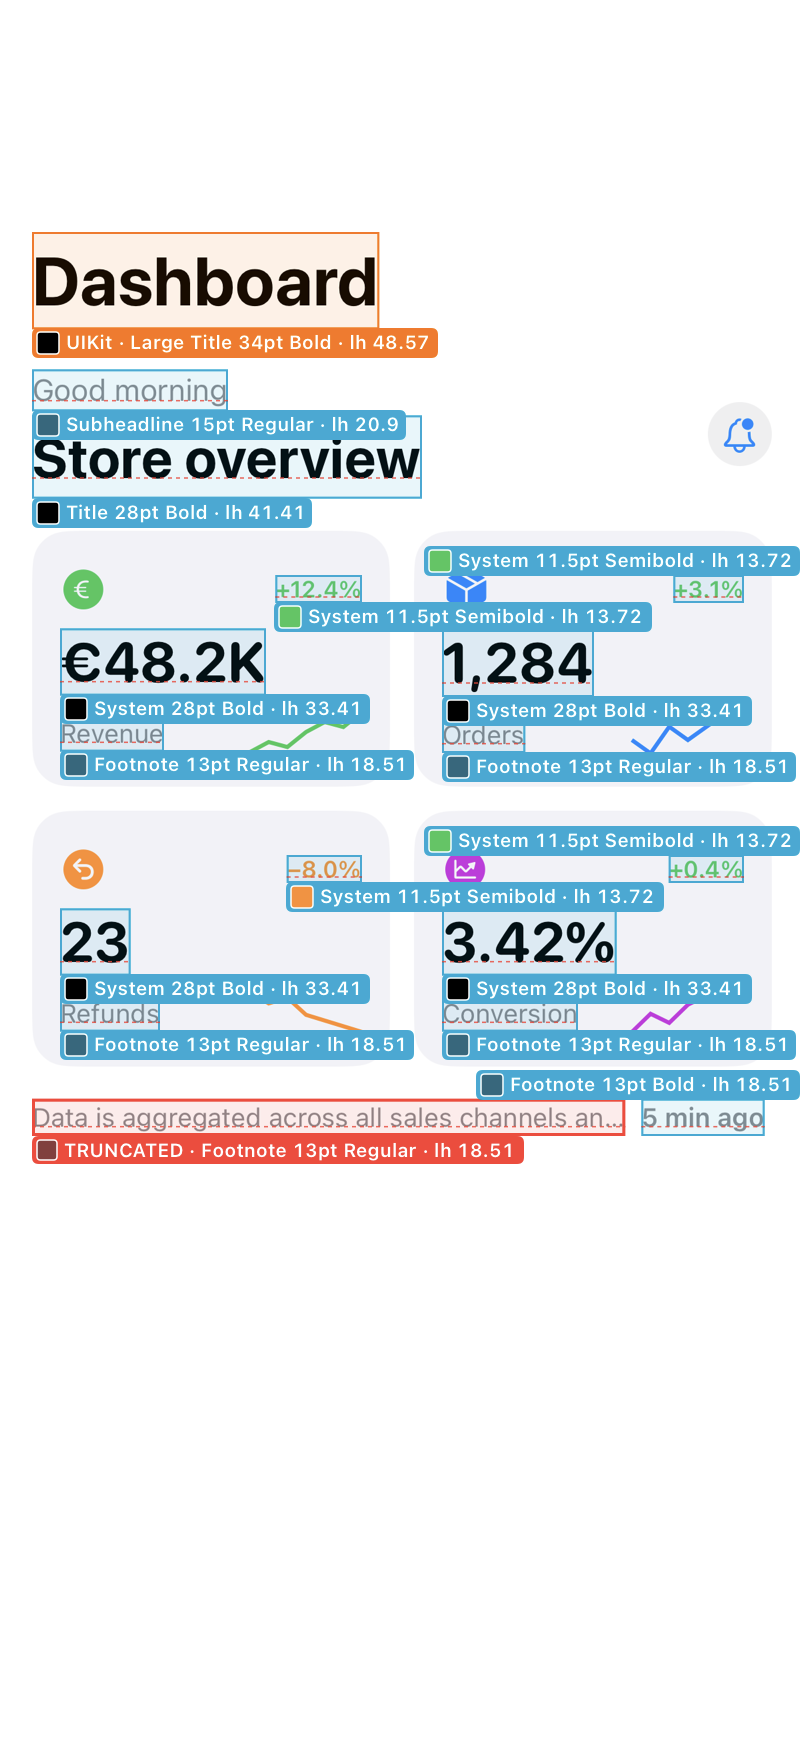 Dashboard
UIKit · Large Title 34pt Bold · lh 48.57
Good morning
Subheadline 15pt Regular · lh 20.9
Store overview
Title 28pt Bold · lh 41.41
€
+12.4%
System 11.5pt Semibold · lh 13.72
€48.2K
System 28pt Bold · lh 33.41
Revenue
Footnote 13pt Regular · lh 18.51
System 11.5pt Semibold · lh 13.72
+3.1%
1,284
System 28pt Bold · lh 33.41
Orders
Footnote 13pt Regular · lh 18.51
−8.0%
System 11.5pt Semibold · lh 13.72
23
System 28pt Bold · lh 33.41
Refunds
Footnote 13pt Regular · lh 18.51
System 11.5pt Semibold · lh 13.72
+0.4%
3.42%
System 28pt Bold · lh 33.41
Conversion
Footnote 13pt Regular · lh 18.51
Footnote 13pt Bold · lh 18.51
Data is aggregated across all sales channels an… 5 min ago
TRUNCATED · Footnote 13pt Regular · lh 18.51